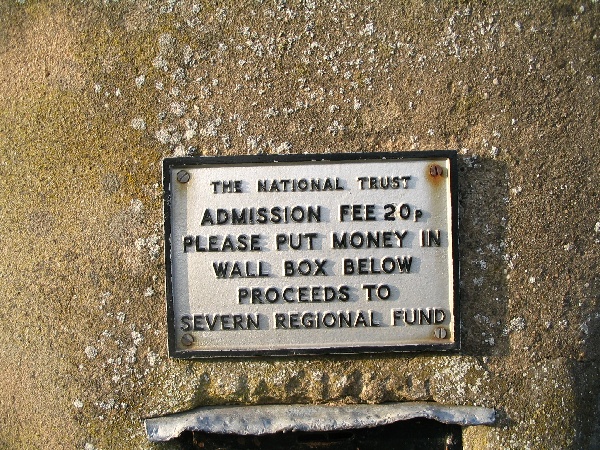 THE NATIONAL TRUST
ADMISSION FEE 20p
PLEASE PUT MONEY IN
WALL BOX BELOW
PROCEEDS TO
SEVERN REGIONAL FUND